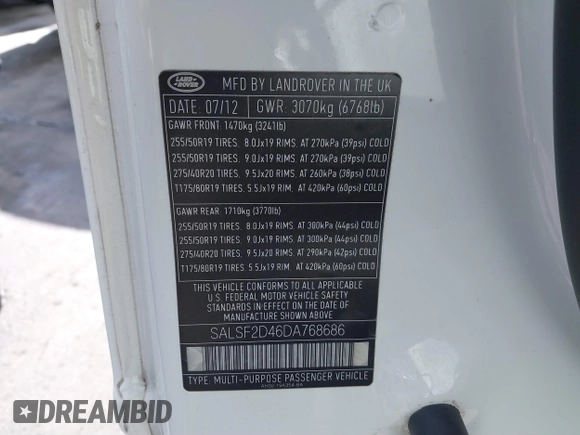 LAND ROVER
MFD BY LANDROVER IN THE UK
DATE: 07/12 GWR. 3070kg (6768lb)
GAWR FRONT: 1470kg (3241lb)
255/50R19 TIRES. 8.0Jx19 RIMS. AT 270kPa (39psi) COLD
255/50R19 TIRES. 9.0Jx19 RIMS. AT 270kPa (39psi) COLD
275/40R20 TIRES. 9.5Jx20 RIMS. AT 260kPa (38psi) COLD
T175/80R19 TIRES. 5.5Jx19 RIM. AT 420kPa (60psi) COLD
GAWR REAR: 1710kg (3770lb)
255/50R19 TIRES. 8.0Jx19 RIMS. AT 300kPa (44psi) COLD
255/50R19 TIRES. 9.0Jx19 RIMS. AT 300kPa (44psi) COLD
275/40R20 TIRES. 9.5Jx20 RIMS. AT 290kPa (42psi) COLD
T175/80R19 TIRES 5.5Jx19 RIM. AT 420kPa (60psi) COLD
THIS VEHICLE CONFORMS TO ALL APPLICABLE
U.S. FEDERAL MOTOR VEHICLE SAFETY
STANDARDS IN EFFECT ON THE DATE OF
MANUFACTURE SHOWN ABOVE
SALSF2D46DA768686
TYPE: MULTI-PURPOSE PASSENGER VEHICLE
DREAMBID